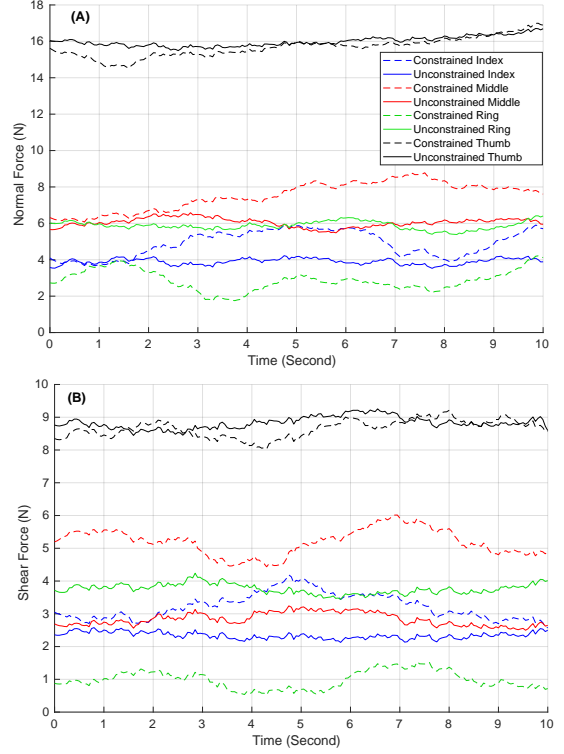 (A)
18
16
14
12
10
8
6
4
2
0
Normal Force (N)
Constrained Index
Unconstrained Index
Constrained Middle
Unconstrained Middle
Constrained Ring
Unconstrained Ring
Constrained Thumb
Unconstrained Thumb
0 1 2 3 4 5 6 7 8 9 10
Time (Second)
(B)
10
9
8
7
6
5
4
3
2
1
0
Shear Force (N)
0 1 2 3 4 5 6 7 8 9 10
Time (Second)